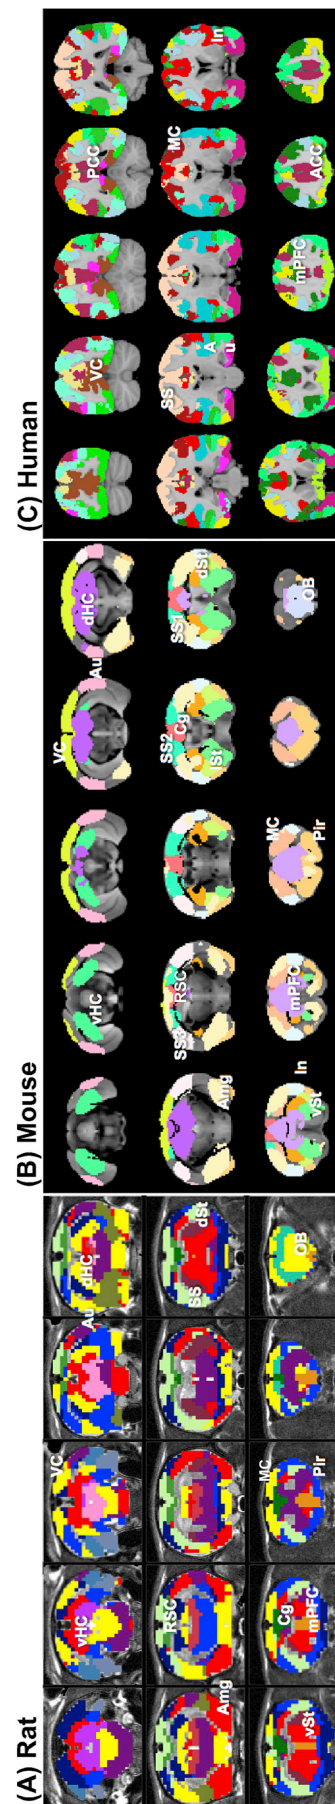 (A) Rat
vHC VC Au dHC
Amg RSC SS dSt
vSt Cg mPFC MC Pir OB
(B) Mouse
vHC VC Au dHC
Amg SS3 RSC SS2 Cg lSt SS1 dSt
In vSt mPFC MC Pir OB
(C) Human
VC PCC
SS
A
u
MC In
mPFC ACC